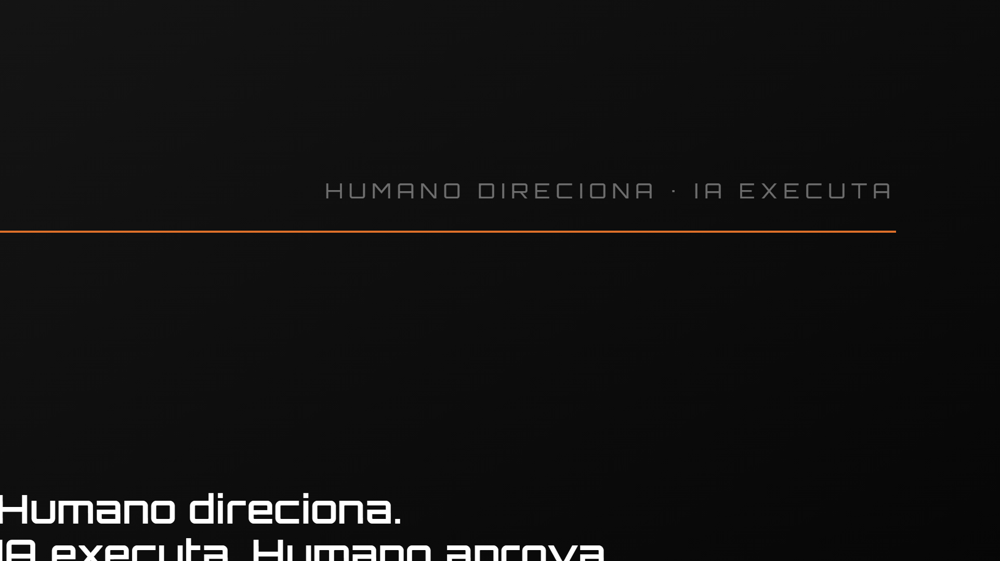 HUMANO DIRECIONA · IA EXECUTA
Humano direciona.
IA executa. Humano aprova